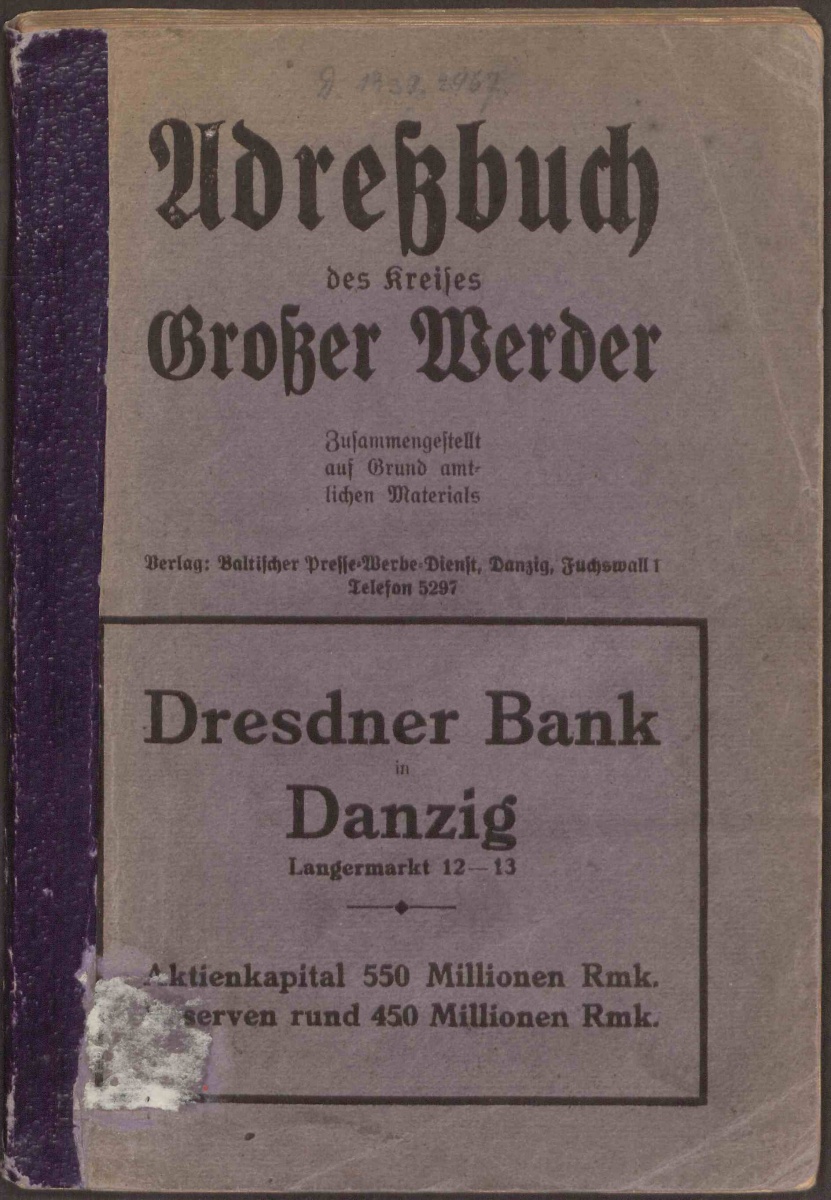 Adreßbuch
des Kreises
Großer Werder
Zusammengestellt
auf Grund amt-
lichen Materials
Verlag: Baltischer Presse-Werbe-Dienst, Danzig, Fuchswall 1
Telefon 5297
Dresdner Bank
in
Danzig
Langermarkt 12—13
Aktienkapital 550 Millionen Rmk.
serven rund 450 Millionen Rmk.